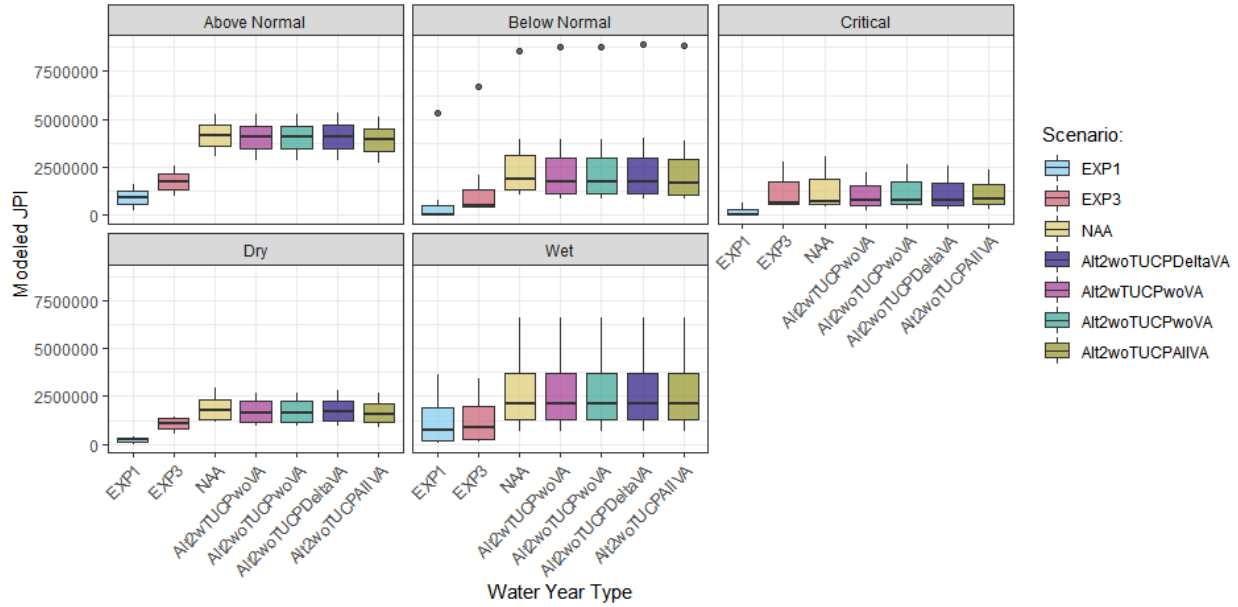 Above Normal
Below Normal
Critical
Modeled JPI
7500000
5000000
2500000
0
EXP1
EXP3
NAA
Alt2wTUCPwoVA
Alt2woTUCPwoVA
Alt2woTUCPDeltaVA
Alt2woTUCPAllVA
Dry
Wet
7500000
5000000
2500000
0
EXP1
EXP3
NAA
Alt2wTUCPwoVA
Alt2woTUCPwoVA
Alt2woTUCPDeltaVA
Alt2woTUCPAllVA
EXP1
EXP3
NAA
Alt2wTUCPwoVA
Alt2woTUCPwoVA
Alt2woTUCPDeltaVA
Alt2woTUCPAllVA
Water Year Type
Scenario:
EXP1
EXP3
NAA
Alt2woTUCPDeltaVA
Alt2wTUCPwoVA
Alt2woTUCPwoVA
Alt2woTUCPAllVA